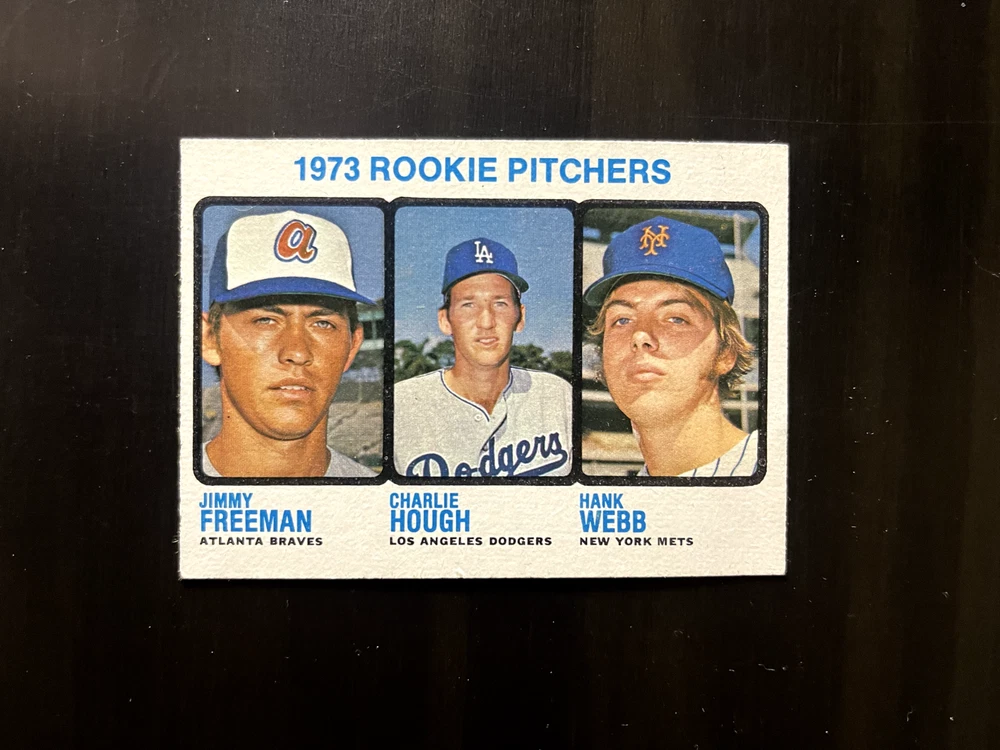 1973 ROOKIE PITCHERS
a
LA
NY
Dodgers
JIMMY
FREEMAN
ATLANTA BRAVES
CHARLIE
HOUGH
LOS ANGELES DODGERS
HANK
WEBB
NEW YORK METS